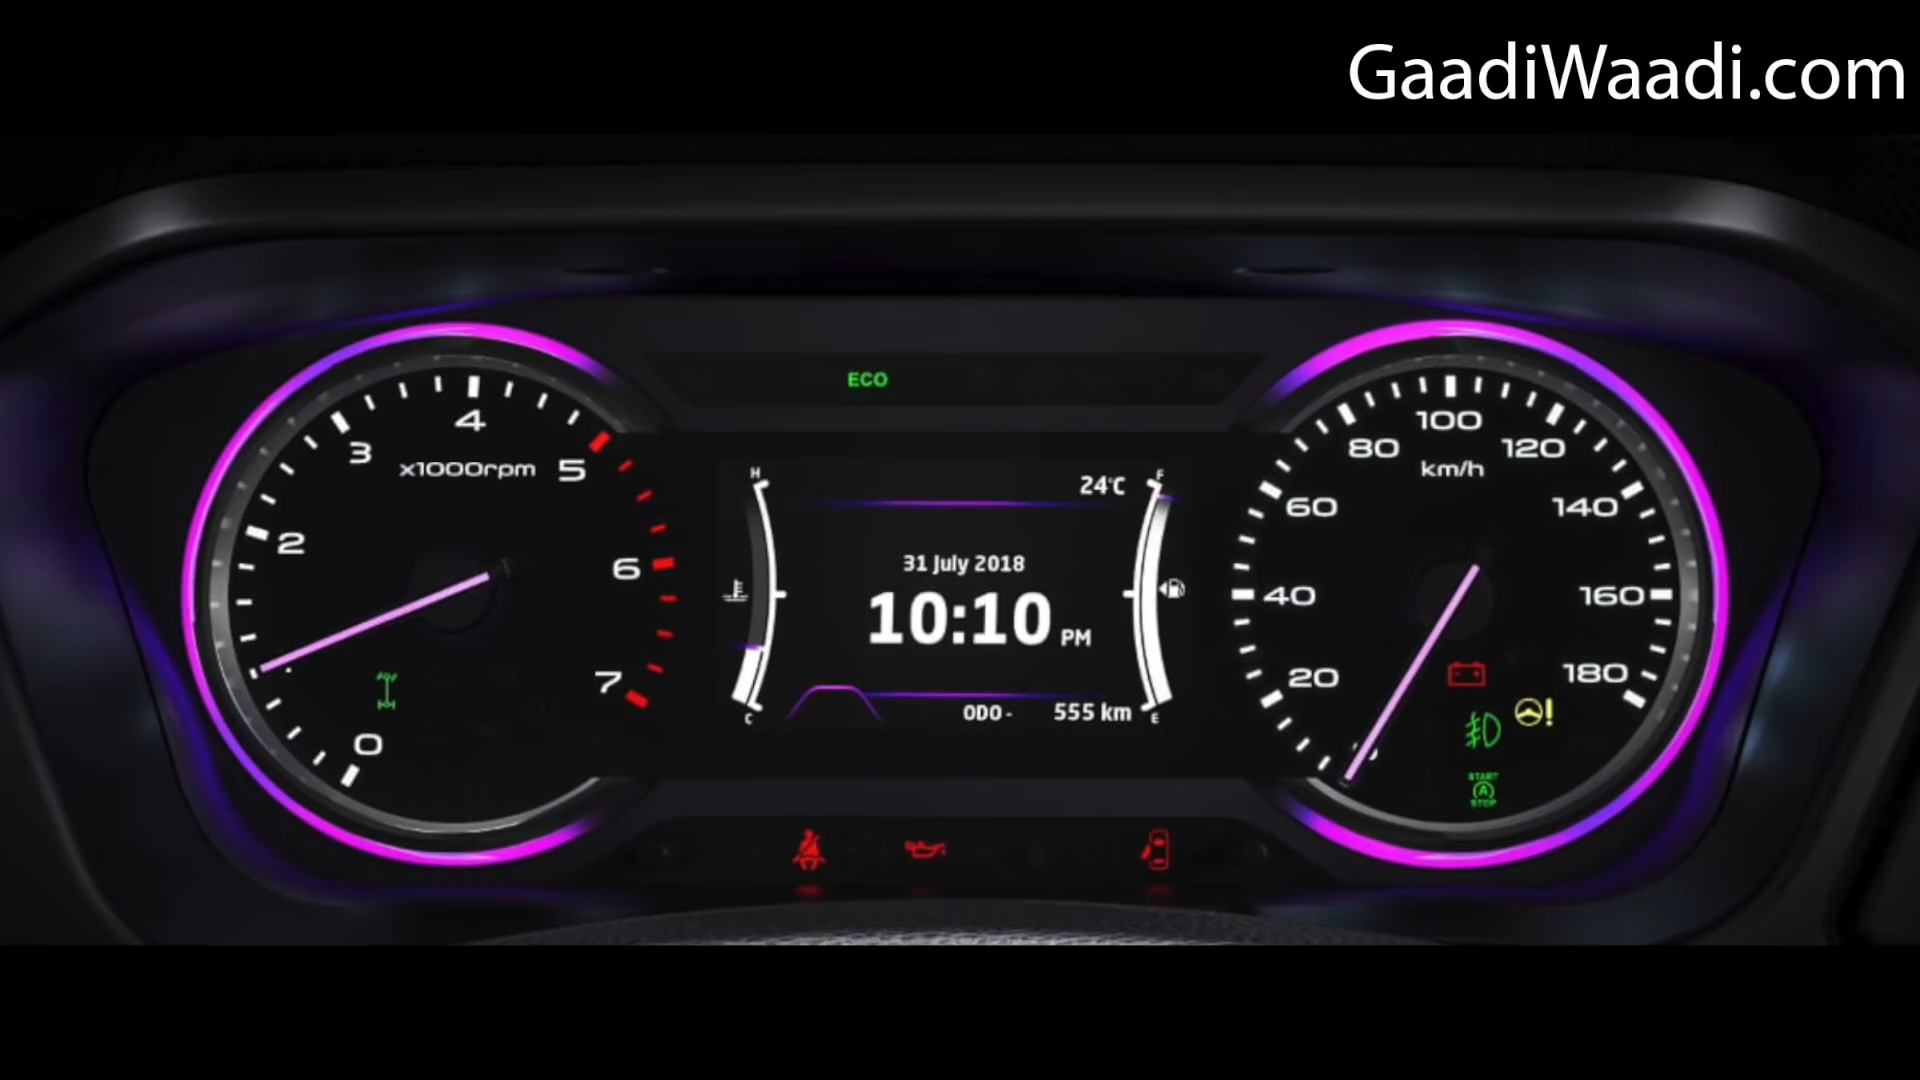 GaadiWaadi.com
ECO
4
3
5
x1000rpm
2
6
7
0
H
24°C
F
31 July 2018
10:10 PM
C
ODO - 555 km
E
100
80
120
km/h
60
140
40
160
20
180
START
A
STOP